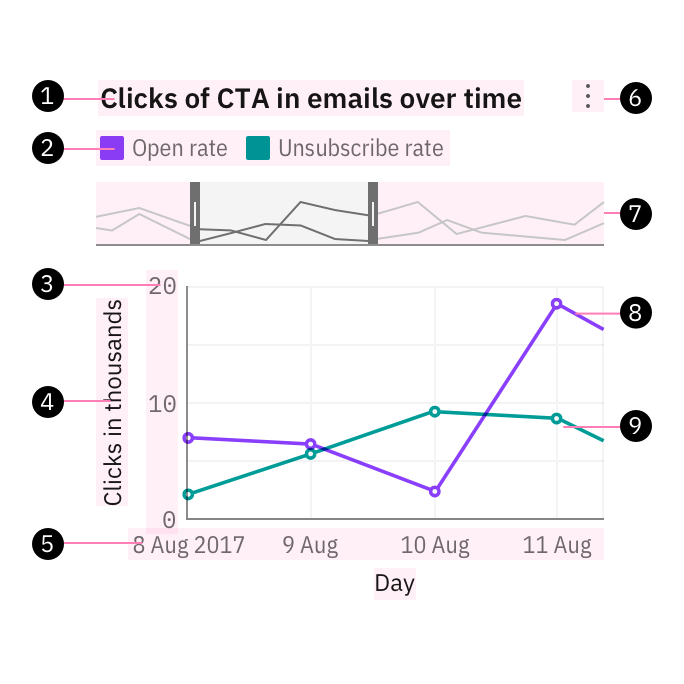 1 Clicks of CTA in emails over time 6
2 Open rate Unsubscribe rate
7
3 20
8
Clicks in thousands
4 10
9
0
5 8 Aug 2017 9 Aug 10 Aug 11 Aug
Day